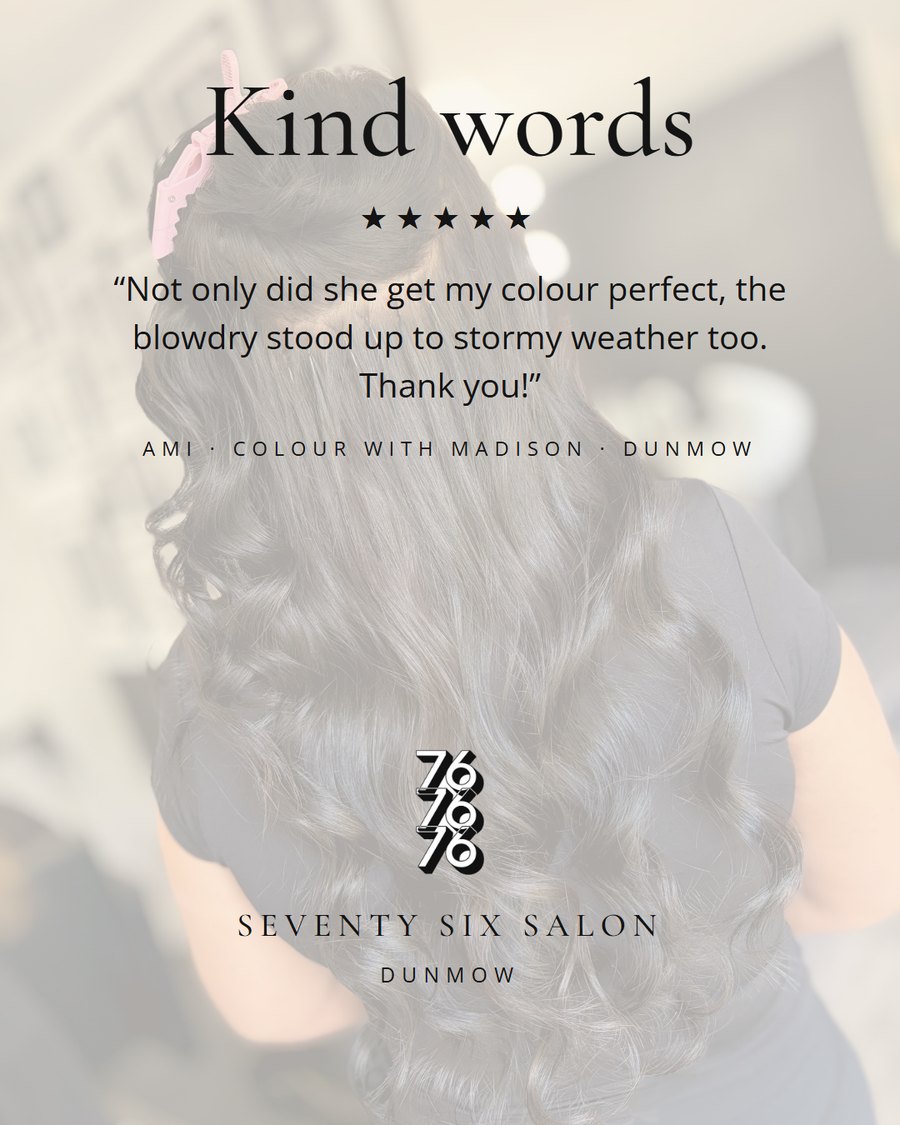 Kind words
★★★★★
“Not only did she get my colour perfect, the
blowdry stood up to stormy weather too.
Thank you!”
AMI · COLOUR WITH MADISON · DUNMOW
76
76
76
SEVENTY SIX SALON
DUNMOW